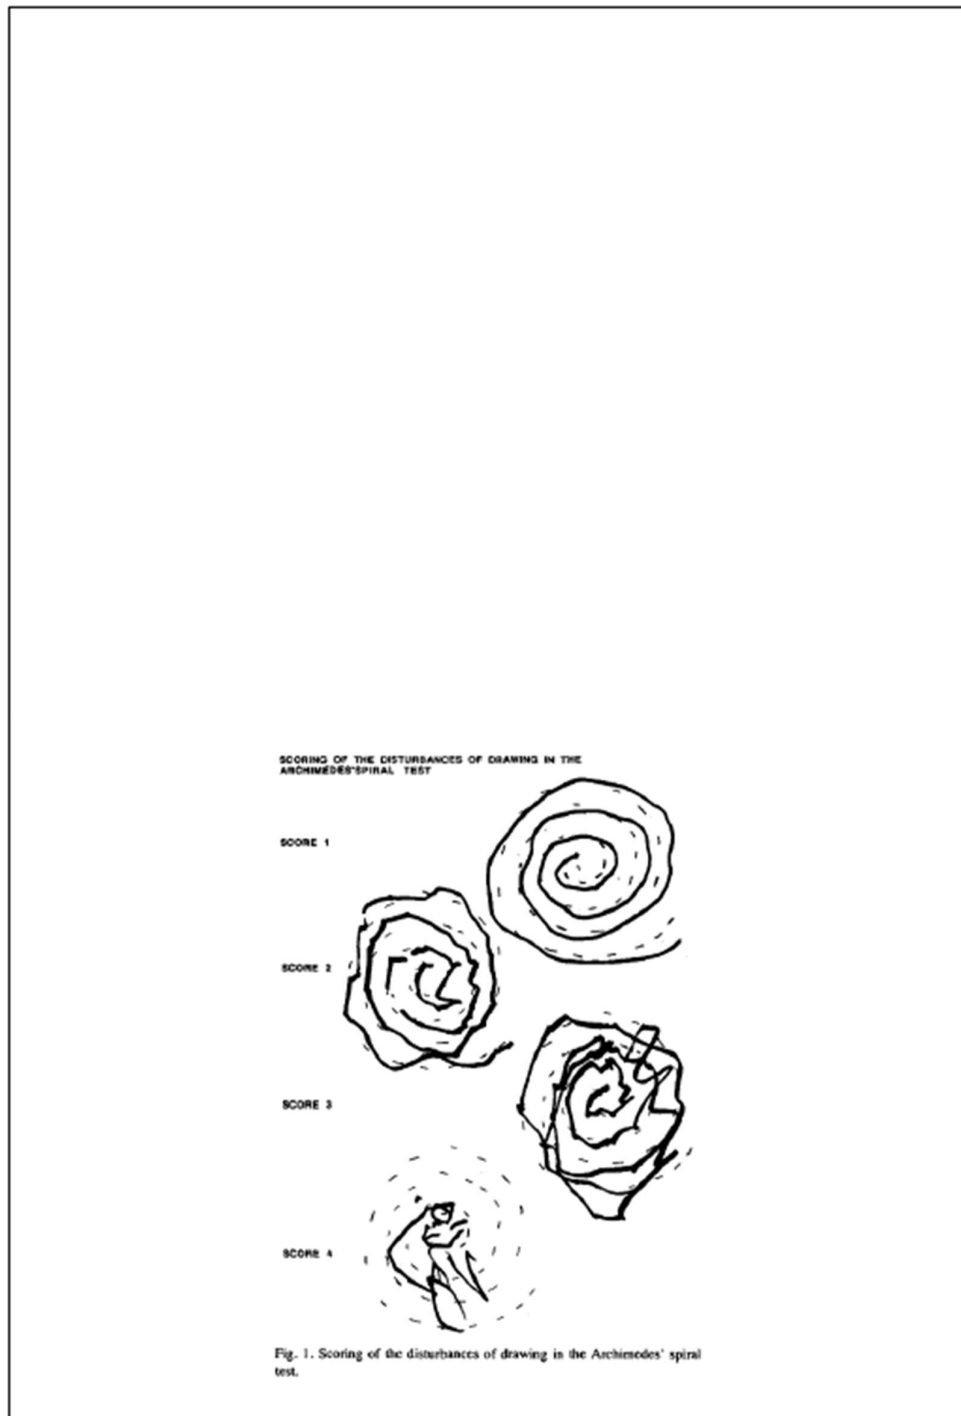 SCORING OF THE DISTURBANCES OF DRAWING IN THE
ARCHIMEDES'SPIRAL TEST
SCORE 1
SCORE 2
SCORE 3
SCORE 4
Fig. 1. Scoring of the disturbances of drawing in the Archimedes' spiral
test.